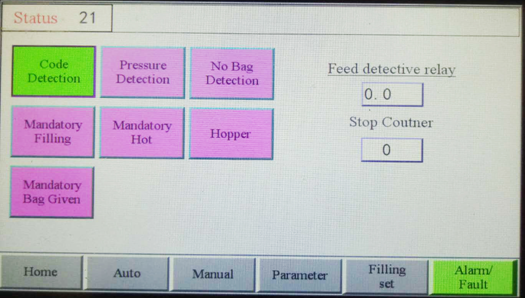 Status 21
Code
Detection
Pressure
Detection
No Bag
Detection
Feed detective relay
0.0
Mandatory
Filling
Mandatory
Hot
Hopper
Stop Coutner
0
Mandatory
Bag Given
Home
Auto
Manual
Parameter
Filling
set
Alarm/
Fault